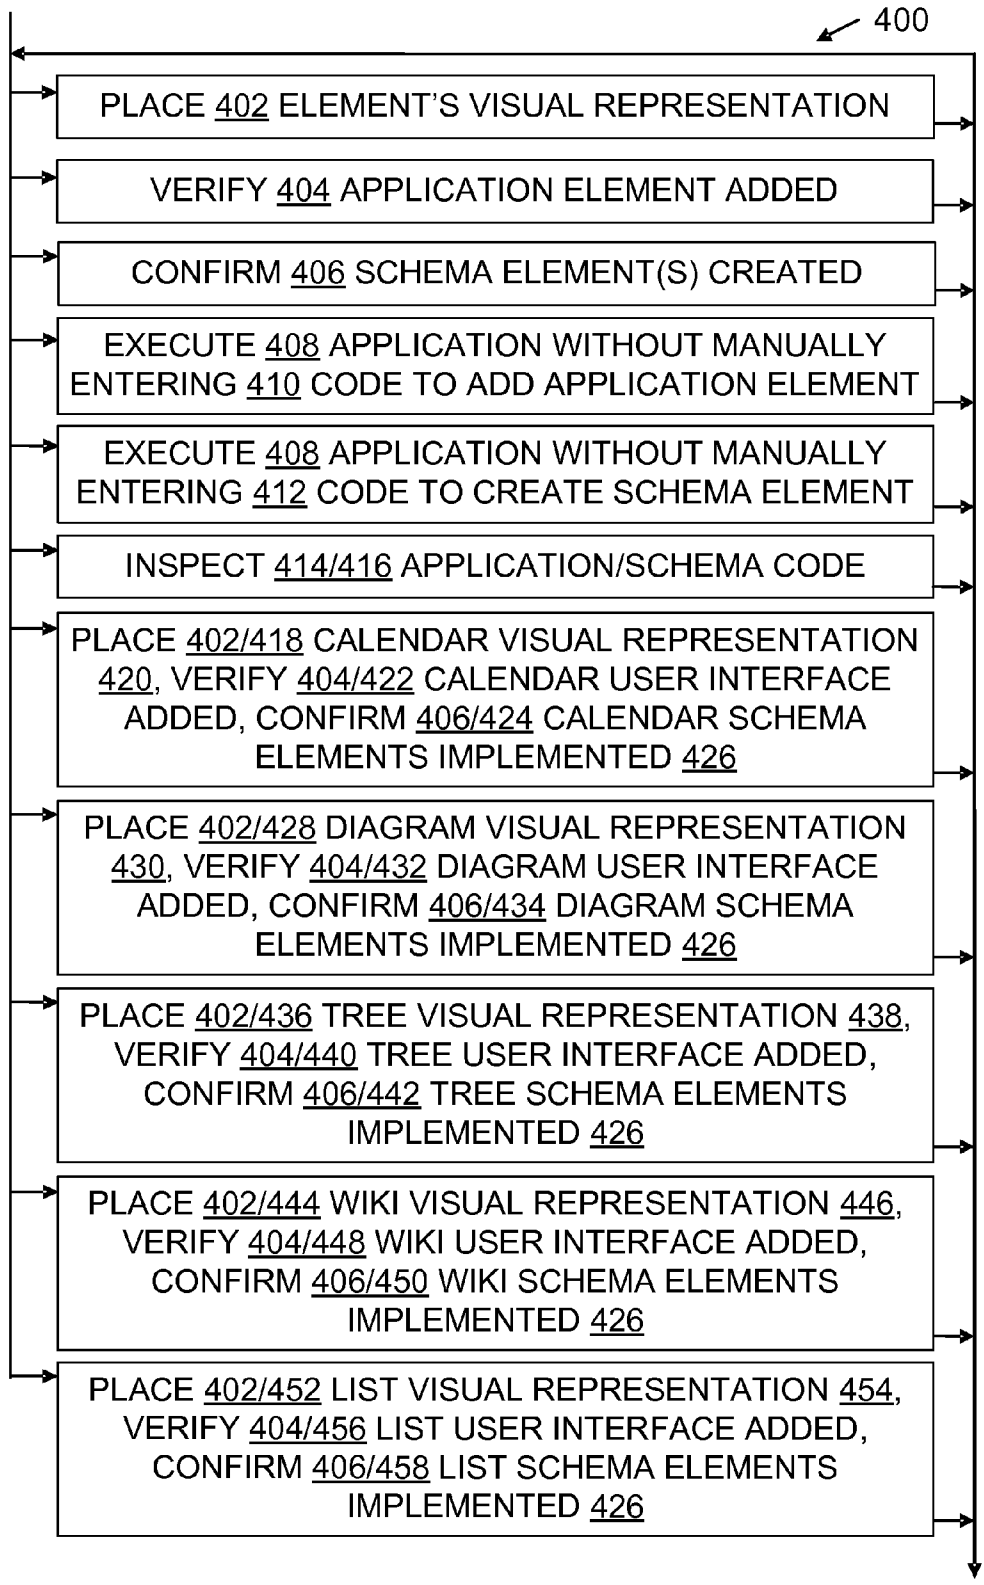 400
PLACE 402 ELEMENT'S VISUAL REPRESENTATION
VERIFY 404 APPLICATION ELEMENT ADDED
CONFIRM 406 SCHEMA ELEMENT(S) CREATED
EXECUTE 408 APPLICATION WITHOUT MANUALLY
ENTERING 410 CODE TO ADD APPLICATION ELEMENT
EXECUTE 408 APPLICATION WITHOUT MANUALLY
ENTERING 412 CODE TO CREATE SCHEMA ELEMENT
INSPECT 414/416 APPLICATION/SCHEMA CODE
PLACE 402/418 CALENDAR VISUAL REPRESENTATION
420, VERIFY 404/422 CALENDAR USER INTERFACE
ADDED, CONFIRM 406/424 CALENDAR SCHEMA
ELEMENTS IMPLEMENTED 426
PLACE 402/428 DIAGRAM VISUAL REPRESENTATION
430, VERIFY 404/432 DIAGRAM USER INTERFACE
ADDED, CONFIRM 406/434 DIAGRAM SCHEMA
ELEMENTS IMPLEMENTED 426
PLACE 402/436 TREE VISUAL REPRESENTATION 438,
VERIFY 404/440 TREE USER INTERFACE ADDED,
CONFIRM 406/442 TREE SCHEMA ELEMENTS
IMPLEMENTED 426
PLACE 402/444 WIKI VISUAL REPRESENTATION 446,
VERIFY 404/448 WIKI USER INTERFACE ADDED,
CONFIRM 406/450 WIKI SCHEMA ELEMENTS
IMPLEMENTED 426
PLACE 402/452 LIST VISUAL REPRESENTATION 454,
VERIFY 404/456 LIST USER INTERFACE ADDED,
CONFIRM 406/458 LIST SCHEMA ELEMENTS
IMPLEMENTED 426